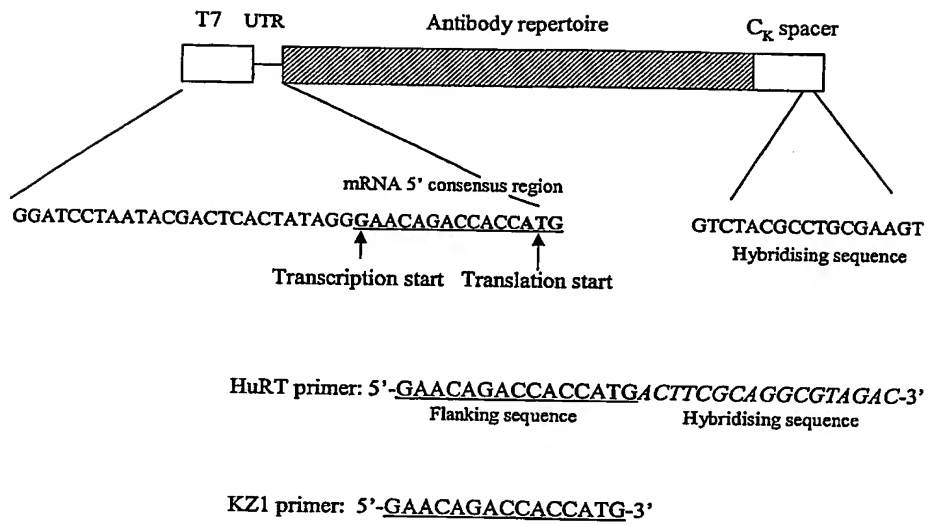 T7 UTR Antibody repertoire C_K spacer
mRNA 5' consensus region
GGATCCTAATACGACTCACTATAGGGAACAGACCACCATG
GTCTACGCCTGCGAAGT
Hybridising sequence
Transcription start Translation start
HuRT primer: 5'-GAACAGACCACCATGACTTCGCAGGCGTAGAC-3'
Flanking sequence Hybridising sequence
KZ1 primer: 5'-GAACAGACCACCATG-3'